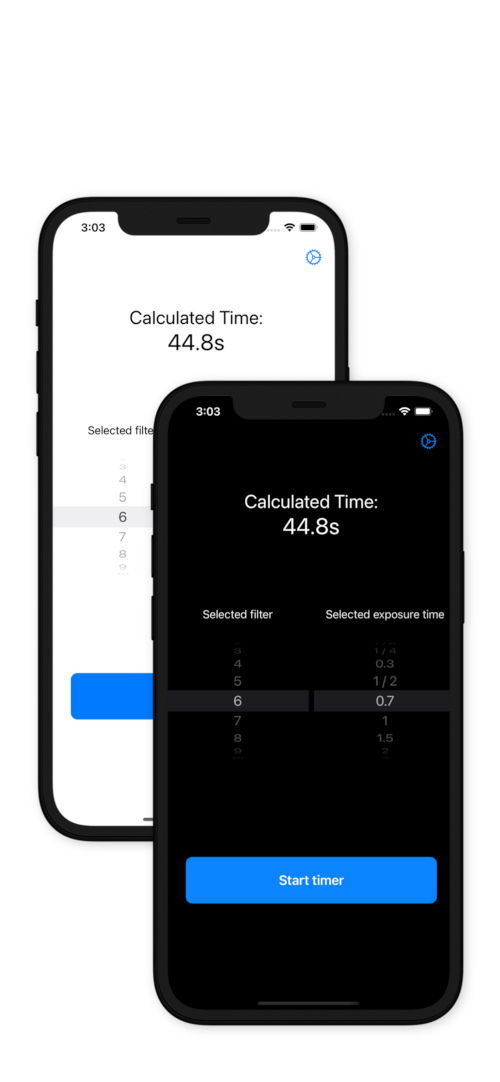 3:03
Calculated Time:
44.8s
Selected filte
3
4
5
6
7
8
9
3:03
Calculated Time:
44.8s
Selected filter
Selected exposure time
3
4
5
6
7
8
9
1 / 4
0.3
1 / 2
0.7
1
1.5
2
Start timer